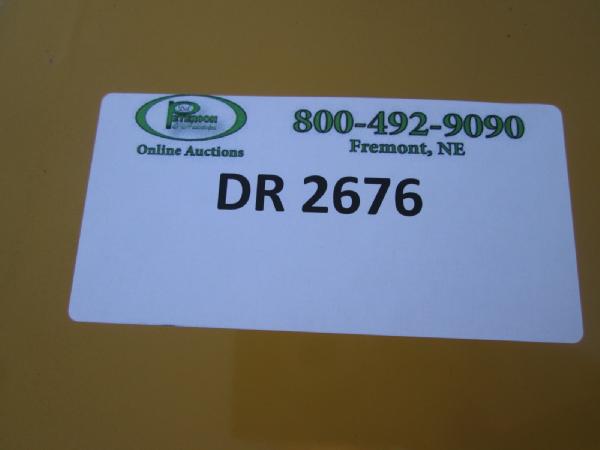 PETERSON
800-492-9090
Online Auctions
Fremont, NE
DR 2676